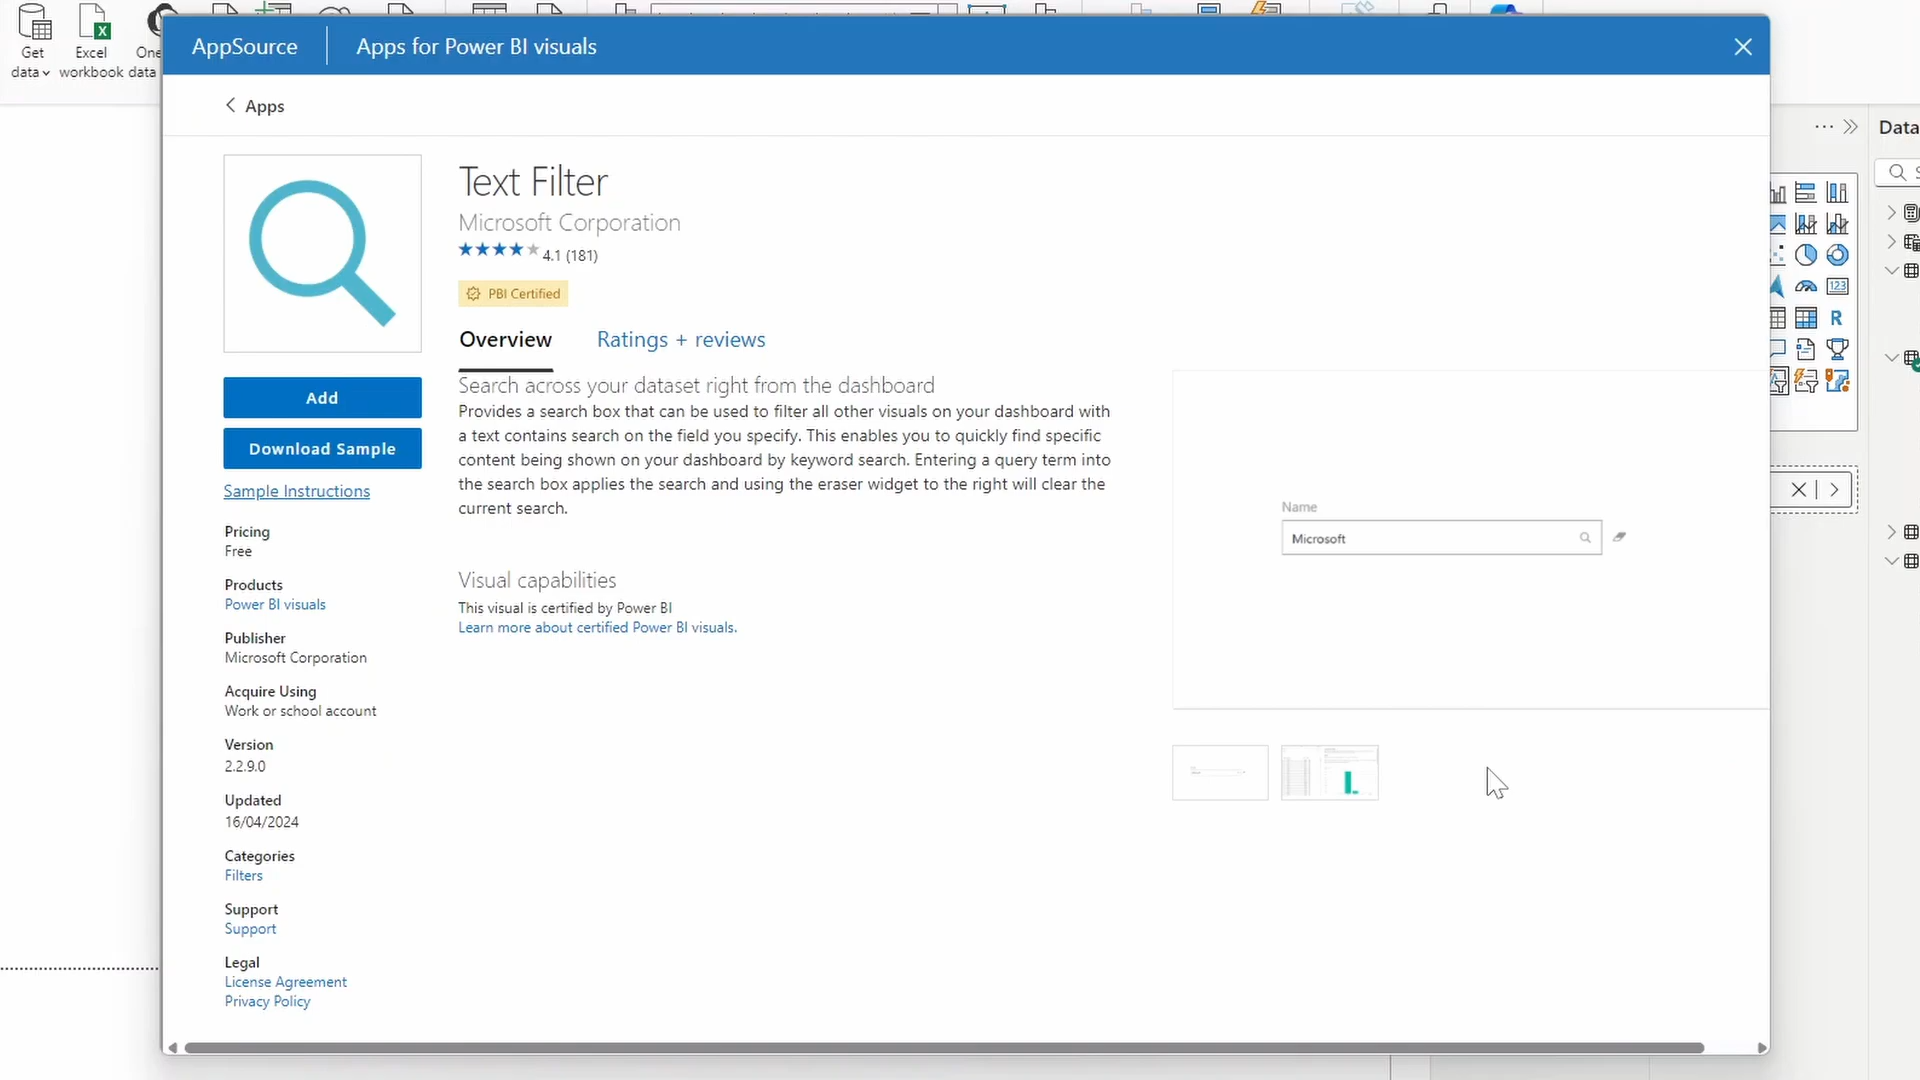 Get
data
Excel
workbook
One
data
AppSource
Apps for Power BI visuals
Apps
Data
Text Filter
Microsoft Corporation
4.1 (181)
PBI Certified
Overview
Ratings + reviews
123
R
Add
Download Sample
Sample Instructions
Search across your dataset right from the dashboard
Provides a search box that can be used to filter all other visuals on your dashboard with
a text contains search on the field you specify. This enables you to quickly find specific
content being shown on your dashboard by keyword search. Entering a query term into
the search box applies the search and using the eraser widget to the right will clear the
current search.
Visual capabilities
This visual is certified by Power BI
Learn more about certified Power BI visuals.
Name
Microsoft
Pricing
Free
Products
Power BI visuals
Publisher
Microsoft Corporation
Acquire Using
Work or school account
Version
2.2.9.0
Updated
16/04/2024
Categories
Filters
Support
Support
Legal
License Agreement
Privacy Policy